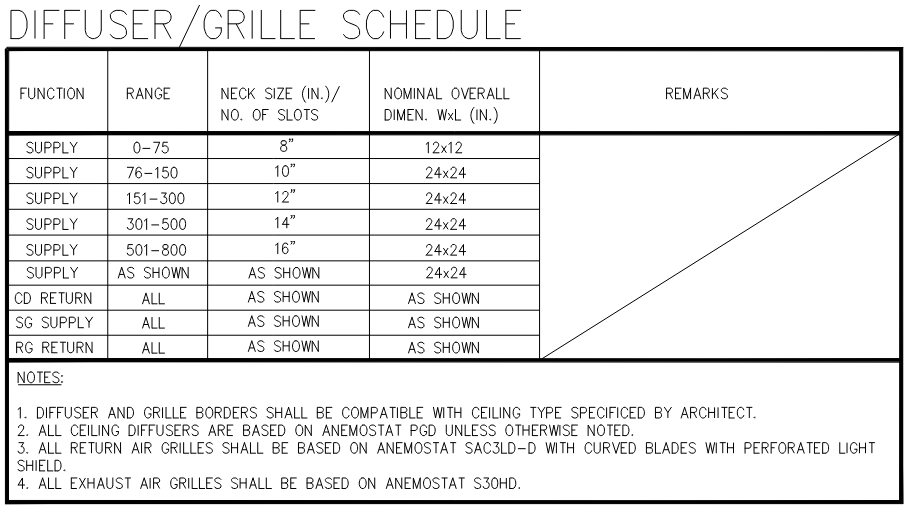 DIFFUSER/GRILLE SCHEDULE
FUNCTION RANGE NECK SIZE (IN.)/ NOMINAL OVERALL REMARKS
NO. OF SLOTS DIMEN. WxL (IN.)
SUPPLY 0-75 8" 12x12
SUPPLY 76-150 10" 24x24
SUPPLY 151-300 12" 24x24
SUPPLY 301-500 14" 24x24
SUPPLY 501-800 16" 24x24
SUPPLY AS SHOWN AS SHOWN 24x24
CD RETURN ALL AS SHOWN AS SHOWN
SG SUPPLY ALL AS SHOWN AS SHOWN
RG RETURN ALL AS SHOWN AS SHOWN
NOTES:
1. DIFFUSER AND GRILLE BORDERS SHALL BE COMPATIBLE WITH CEILING TYPE SPECIFICED BY ARCHITECT.
2. ALL CEILING DIFFUSERS ARE BASED ON ANEMOSTAT PGD UNLESS OTHERWISE NOTED.
3. ALL RETURN AIR GRILLES SHALL BE BASED ON ANEMOSTAT SAC3LD-D WITH CURVED BLADES WITH PERFORATED LIGHT
SHIELD.
4. ALL EXHAUST AIR GRILLES SHALL BE BASED ON ANEMOSTAT S30HD.